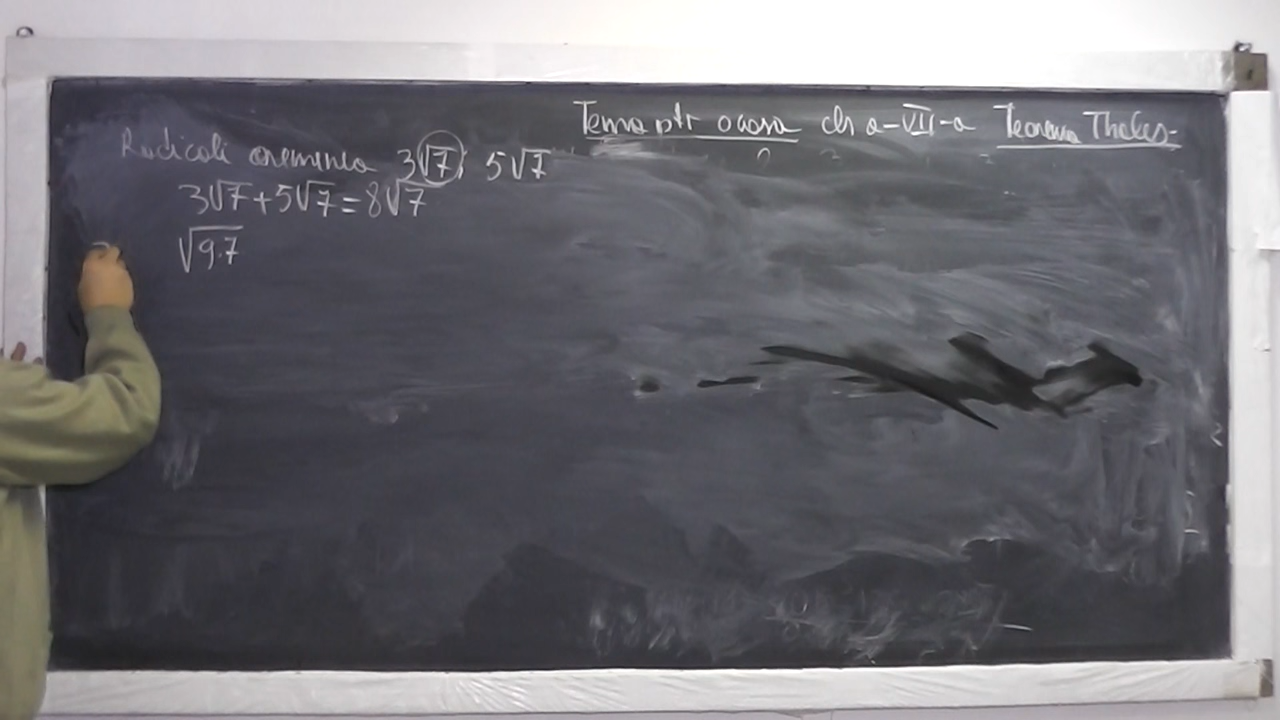 Tema ptr acasa cls a-VII-a Teorema Thales-
Radicali asemenea 3√7; 5√7
3√7+5√7=8√7
√9.7